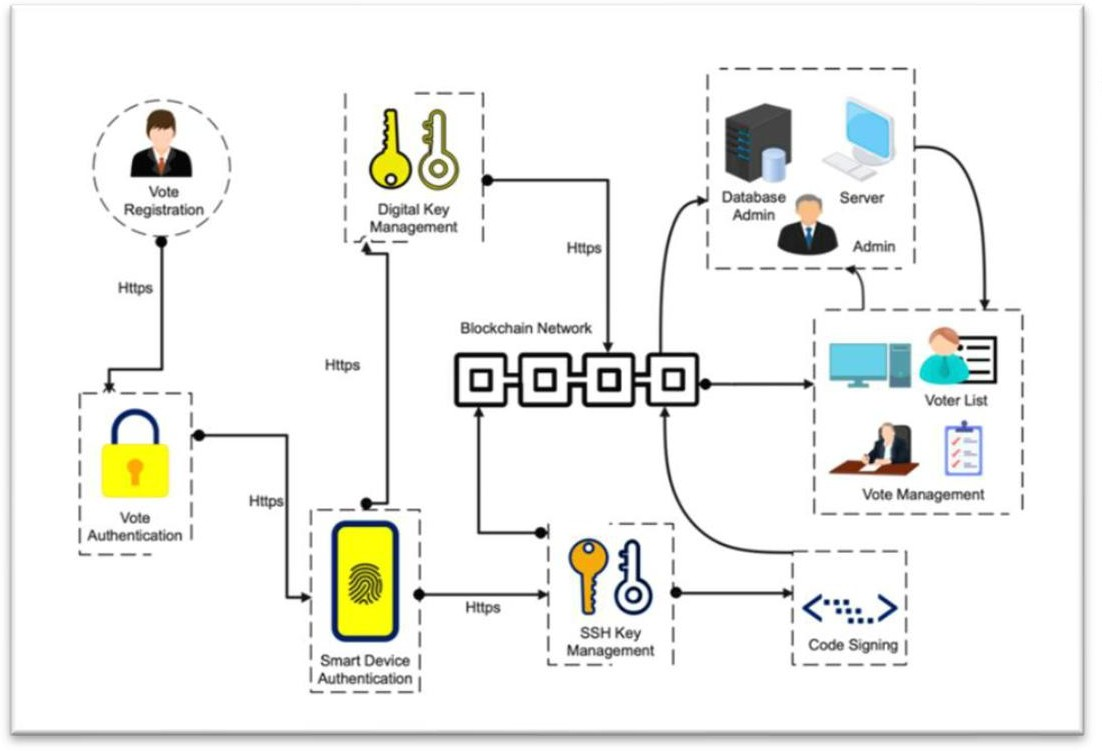 Vote
Registration
Https
Vote
Authentication
Https
Smart Device
Authentication
Https
Digital Key
Management
Https
Blockchain Network
Https
SSH Key
Management
Code Signing
Database
Admin
Server
Admin
Voter List
Vote Management